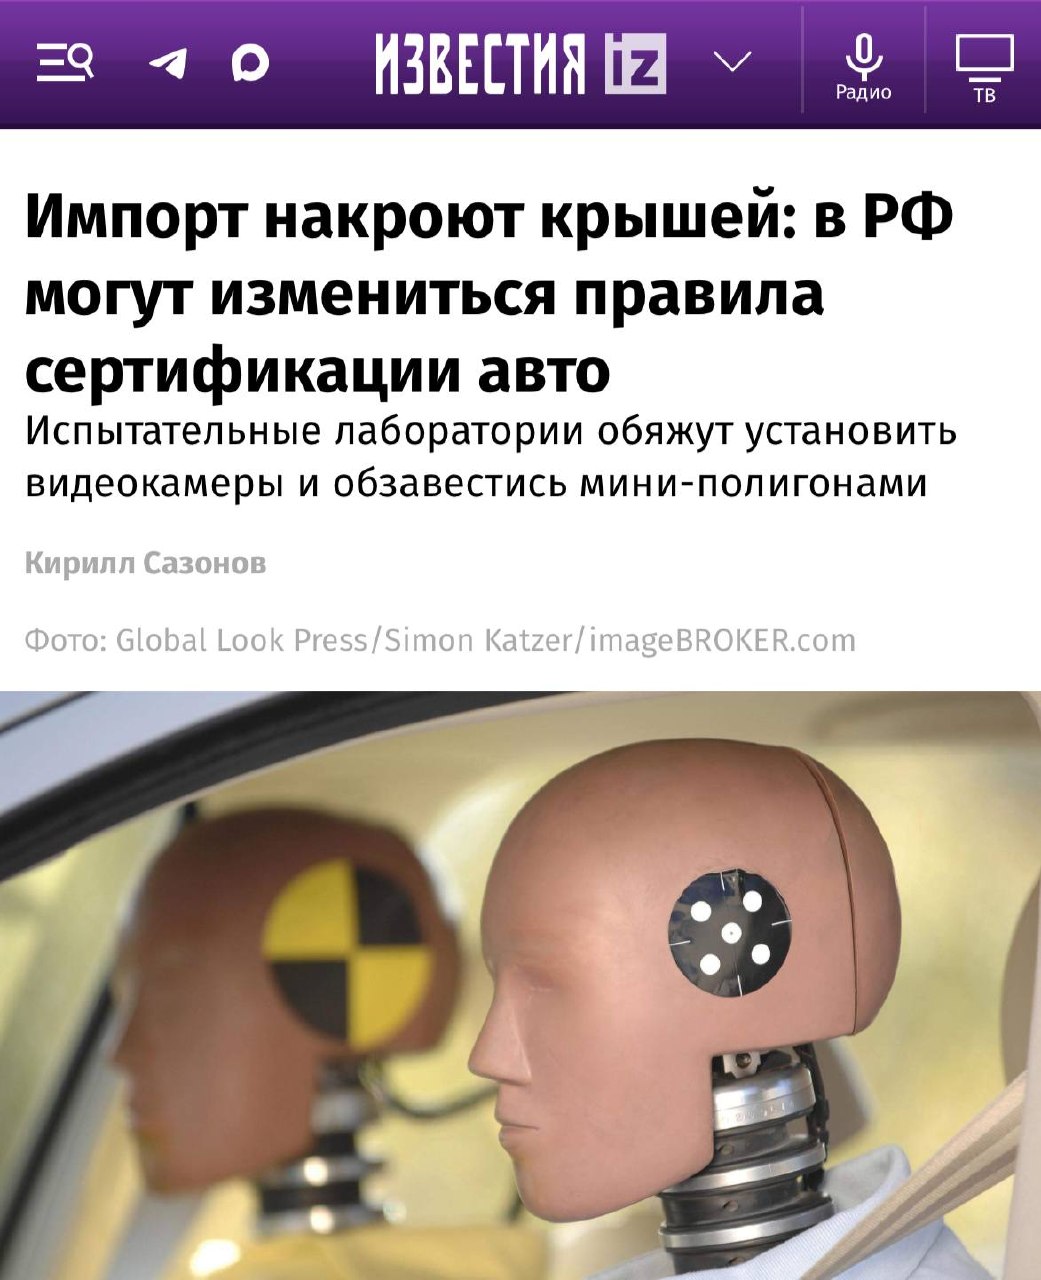 ИЗВЕСТИЯ iz
Радио
ТВ
Импорт накроют крышей: в РФ
могут измениться правила
сертификации авто
Испытательные лаборатории обяжут установить
видеокамеры и обзавестись мини-полигонами
Кирилл Сазонов
Фото: Global Look Press/Simon Katzer/imageBROKER.com